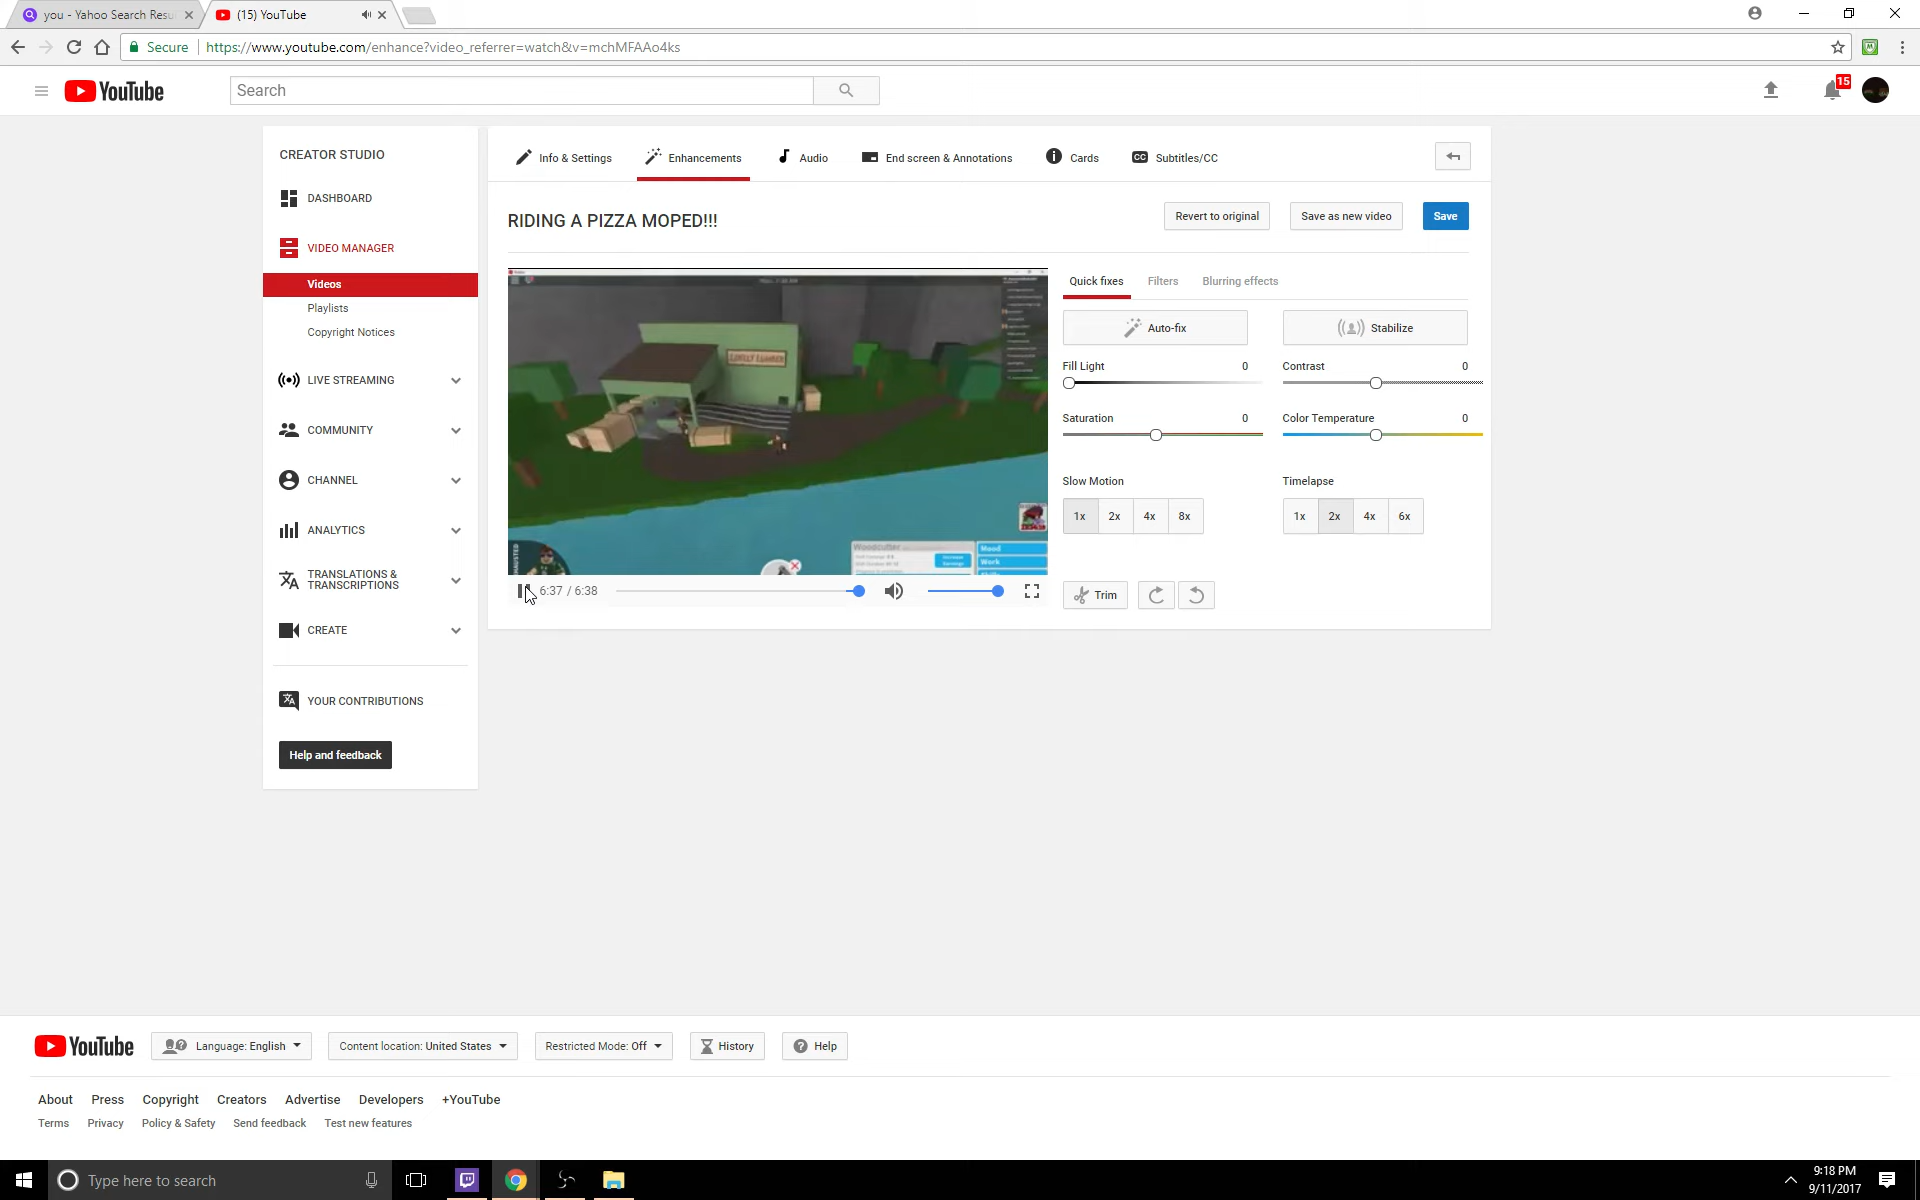 you - Yahoo Search Resu
(15) YouTube
Secure
https://www.youtube.com/enhance?video_referrer=watch&v=mchMFAAo4ks
YouTube
Search
15
CREATOR STUDIO
DASHBOARD
VIDEO MANAGER
Videos
Playlists
Copyright Notices
LIVE STREAMING
COMMUNITY
CHANNEL
ANALYTICS
TRANSLATIONS &
TRANSCRIPTIONS
CREATE
YOUR CONTRIBUTIONS
Help and feedback
Info & Settings
Enhancements
Audio
End screen & Annotations
Cards
CC
Subtitles/CC
RIDING A PIZZA MOPED!!!
Revert to original
Save as new video
Save
LOVELY LUMBER
Woodcutter
Mood
Work
6:37 / 6:38
Quick fixes
Filters
Blurring effects
Auto-fix
Stabilize
Fill Light 0
Contrast 0
Saturation 0
Color Temperature 0
Slow Motion
Timelapse
1x 2x 4x 8x
1x 2x 4x 6x
Trim
YouTube
Language: English
Content location: United States
Restricted Mode: Off
History
Help
About Press Copyright Creators Advertise Developers +YouTube
Terms Privacy Policy & Safety Send feedback Test new features
Type here to search
9:18 PM
9/11/2017